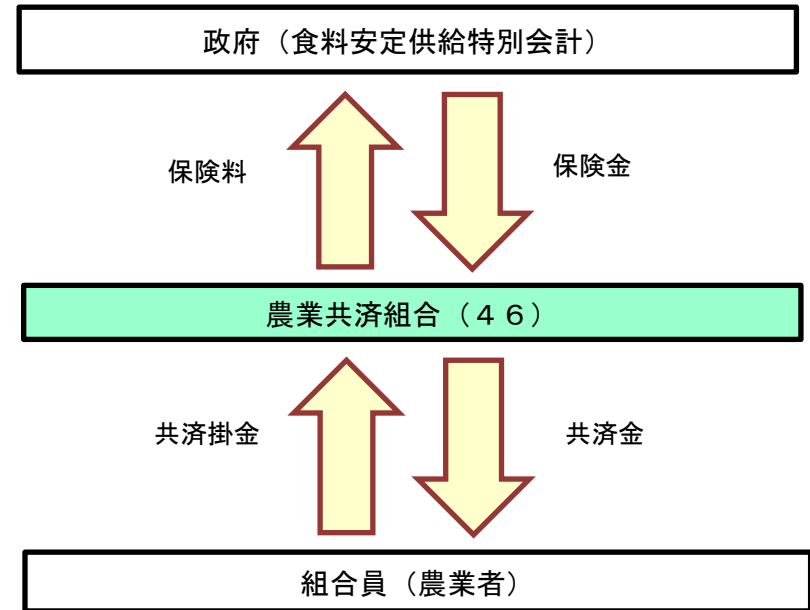 政府（食料安定供給特別会計）
保険料
保険金
農業共済組合（４６）
共済掛金
共済金
組合員（農業者）